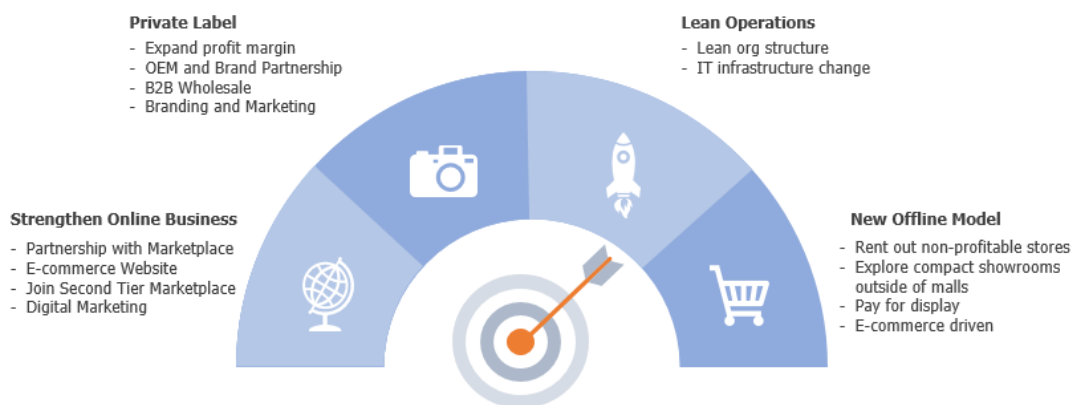 Private Label
- Expand profit margin
- OEM and Brand Partnership
- B2B Wholesale
- Branding and Marketing
Lean Operations
- Lean org structure
- IT infrastructure change
Strengthen Online Business
- Partnership with Marketplace
- E-commerce Website
- Join Second Tier Marketplace
- Digital Marketing
New Offline Model
- Rent out non-profitable stores
- Explore compact showrooms
outside of malls
- Pay for display
- E-commerce driven